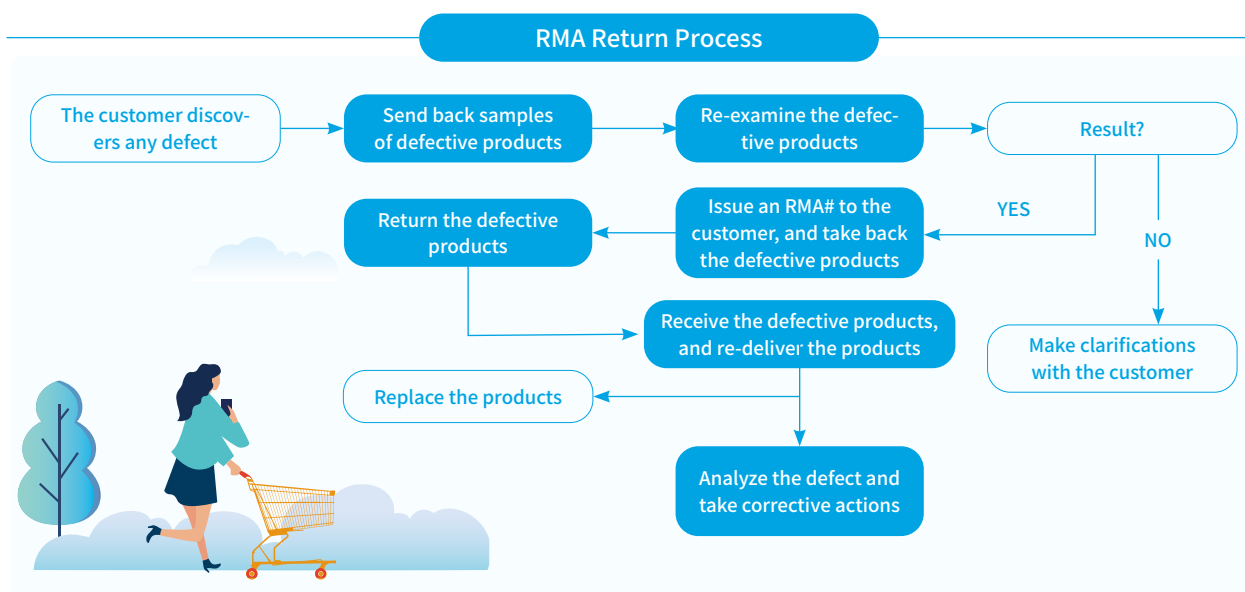 RMA Return Process
The customer discov-
ers any defect
Send back samples
of defective products
Re-examine the defec-
tive products
Result?
YES
NO
Issue an RMA# to the
customer, and take back
the defective products
Return the defective
products
Receive the defective products,
and re-deliver the products
Make clarifications
with the customer
Replace the products
Analyze the defect and
take corrective actions